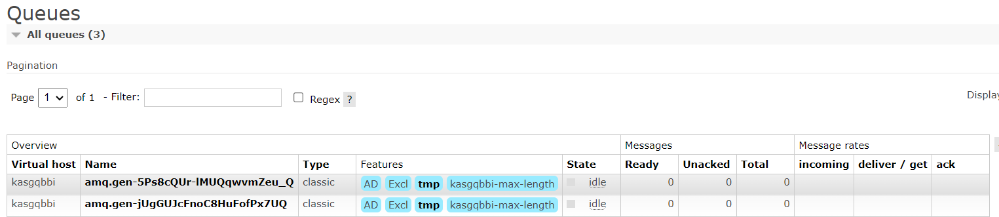 Queues
All queues (3)
Pagination
Page 1 of 1 - Filter: Regex ?
Display
Overview Messages Message rates
Virtual host Name Type Features State Ready Unacked Total incoming deliver / get ack
kasgqbbi amq.gen-5Ps8cQUr-lMUQqwvmZeu_Q classic AD Excl tmp kasgqbbi-max-length idle 0 0 0
kasgqbbi amq.gen-jUgGUJcFnoC8HuFofPx7UQ classic AD Excl tmp kasgqbbi-max-length idle 0 0 0